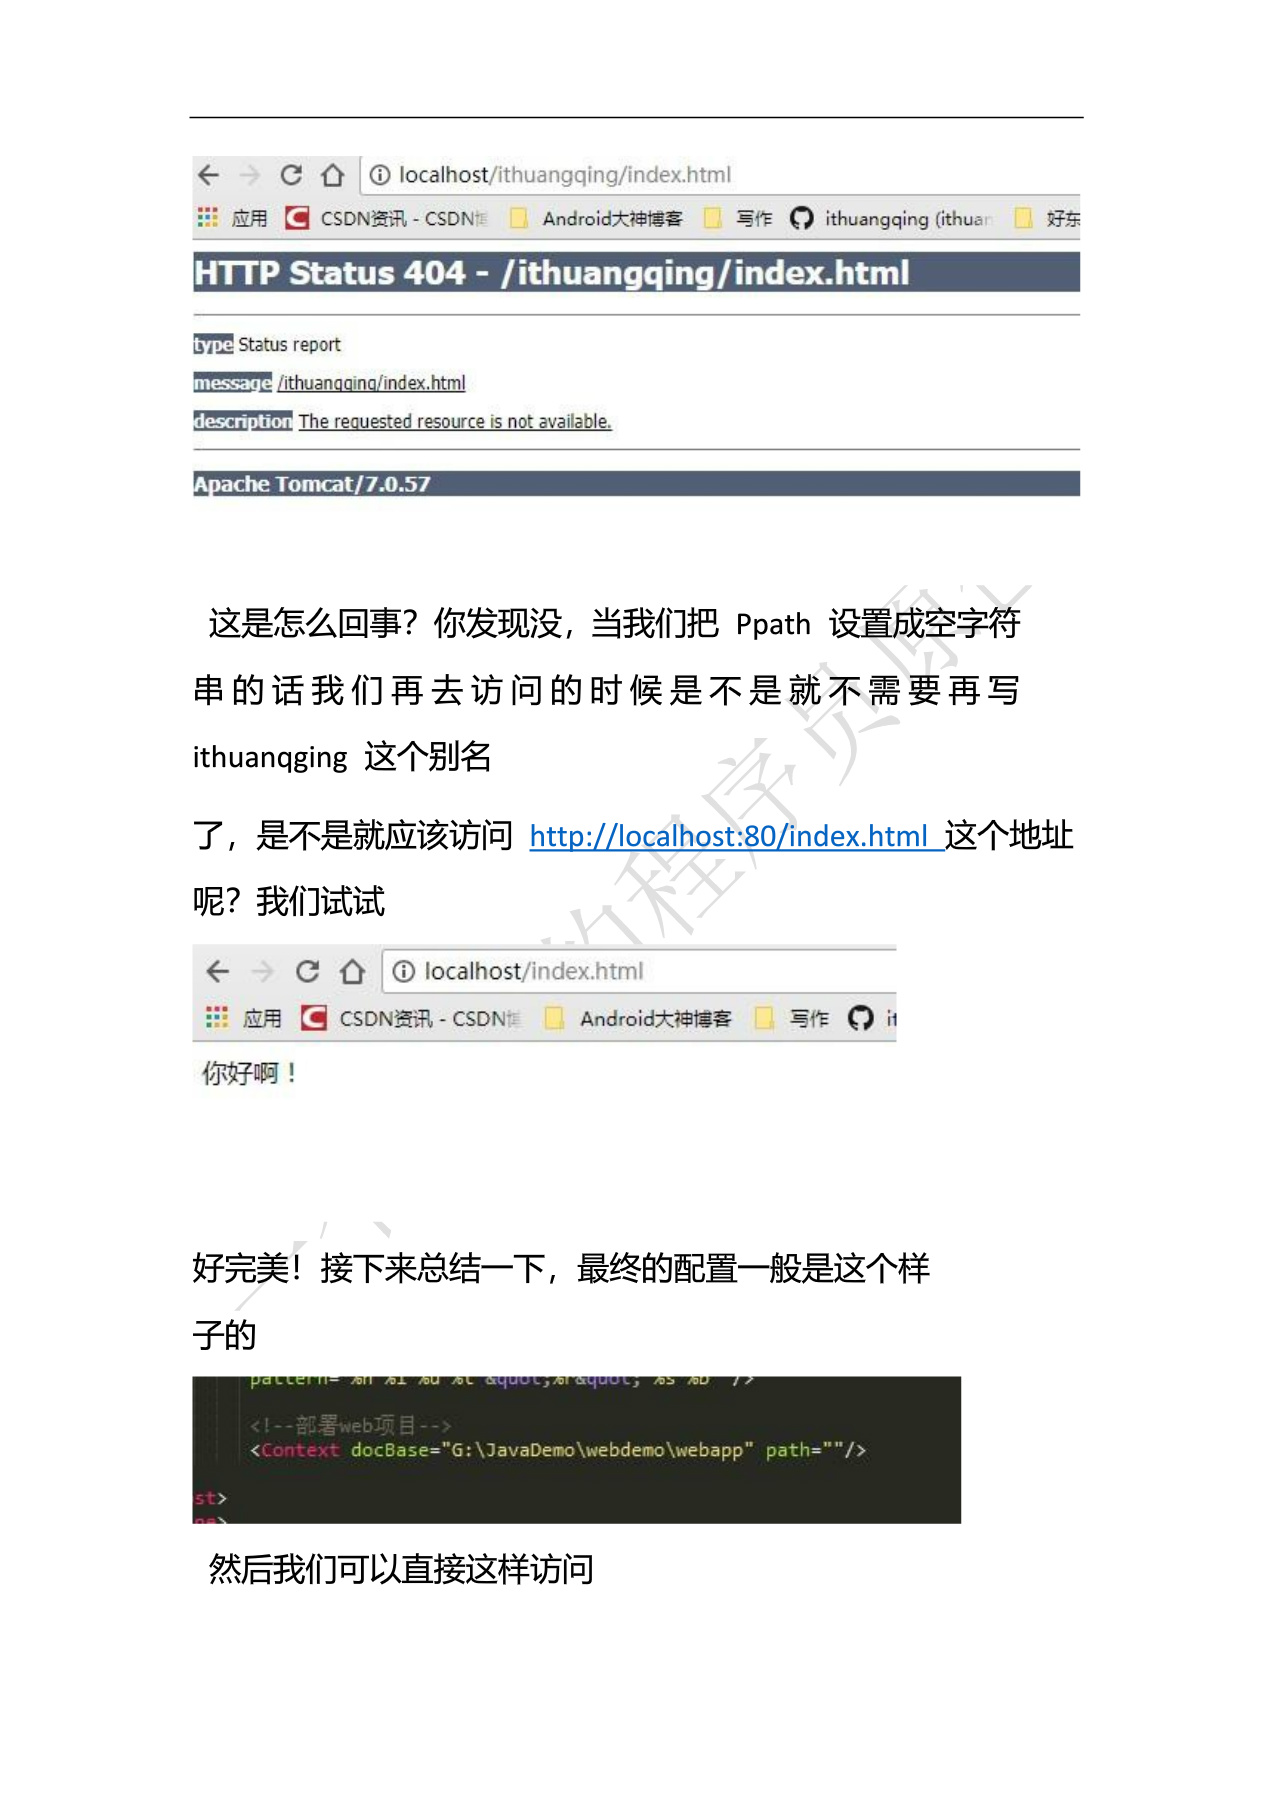 localhost/ithuangqing/index.html
应用 CSDN资讯 - CSDN Android大神博客 写作 ithuangqing (ithuan 好东
HTTP Status 404 - /ithuangqing/index.html
type Status report
message /ithuangqing/index.html
description The requested resource is not available.
Apache Tomcat/7.0.57
这是怎么回事？你发现没，当我们把 Ppath 设置成空字符
串的话我们再去访问的时候是不是就不需要再写
ithuanqging 这个别名
了，是不是就应该访问 http://localhost:80/index.html 这个地址
呢？我们试试
localhost/index.html
应用 CSDN资讯 - CSDN Android大神博客 写作 it
你好啊！
好完美！接下来总结一下，最终的配置一般是这个样
子的
pattern="%h %l %u %t &quot;%r&quot; %s %b" />
<!--部署web项目-->
<Context docBase="G:\JavaDemo\webdemo\webapp" path=""/>
st>
ne>
然后我们可以直接这样访问
的程序员